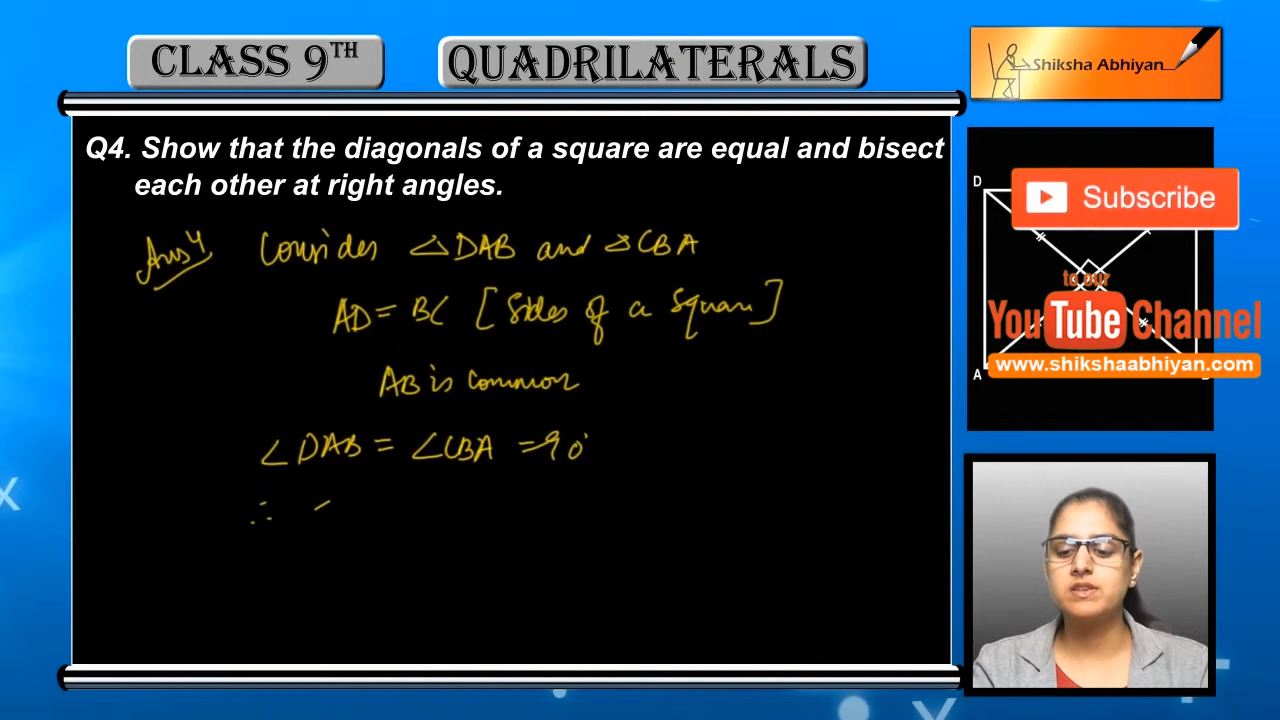 CLASS 9TH
QUADRILATERALS
Shiksha Abhiyan
Q4. Show that the diagonals of a square are equal and bisect
each other at right angles.
Ans 4 Consider △DAB and △CBA
AD = BC [Sides of a Square]
AB is common
∠DAB = ∠CBA = 90°
∴
D
A
Subscribe
to our
YouTube Channel
www.shikshaabhiyan.com
X
X